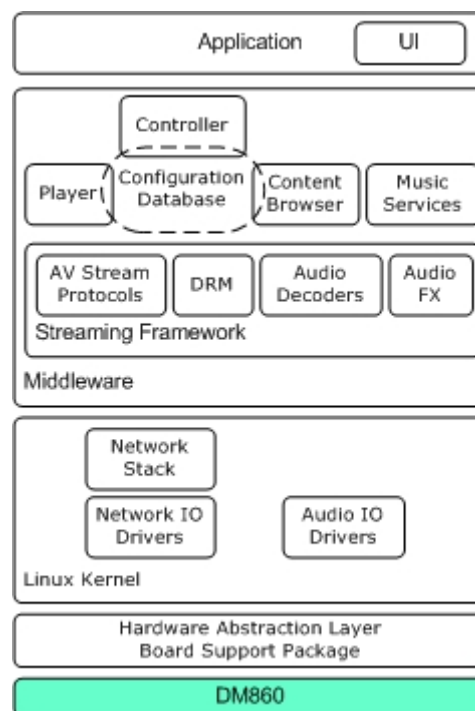 Application
UI
Controller
Player
Configuration
Database
Content
Browser
Music
Services
AV Stream
Protocols
DRM
Audio
Decoders
Audio
FX
Streaming Framework
Middleware
Network
Stack
Network IO
Drivers
Audio IO
Drivers
Linux Kernel
Hardware Abstraction Layer
Board Support Package
DM860